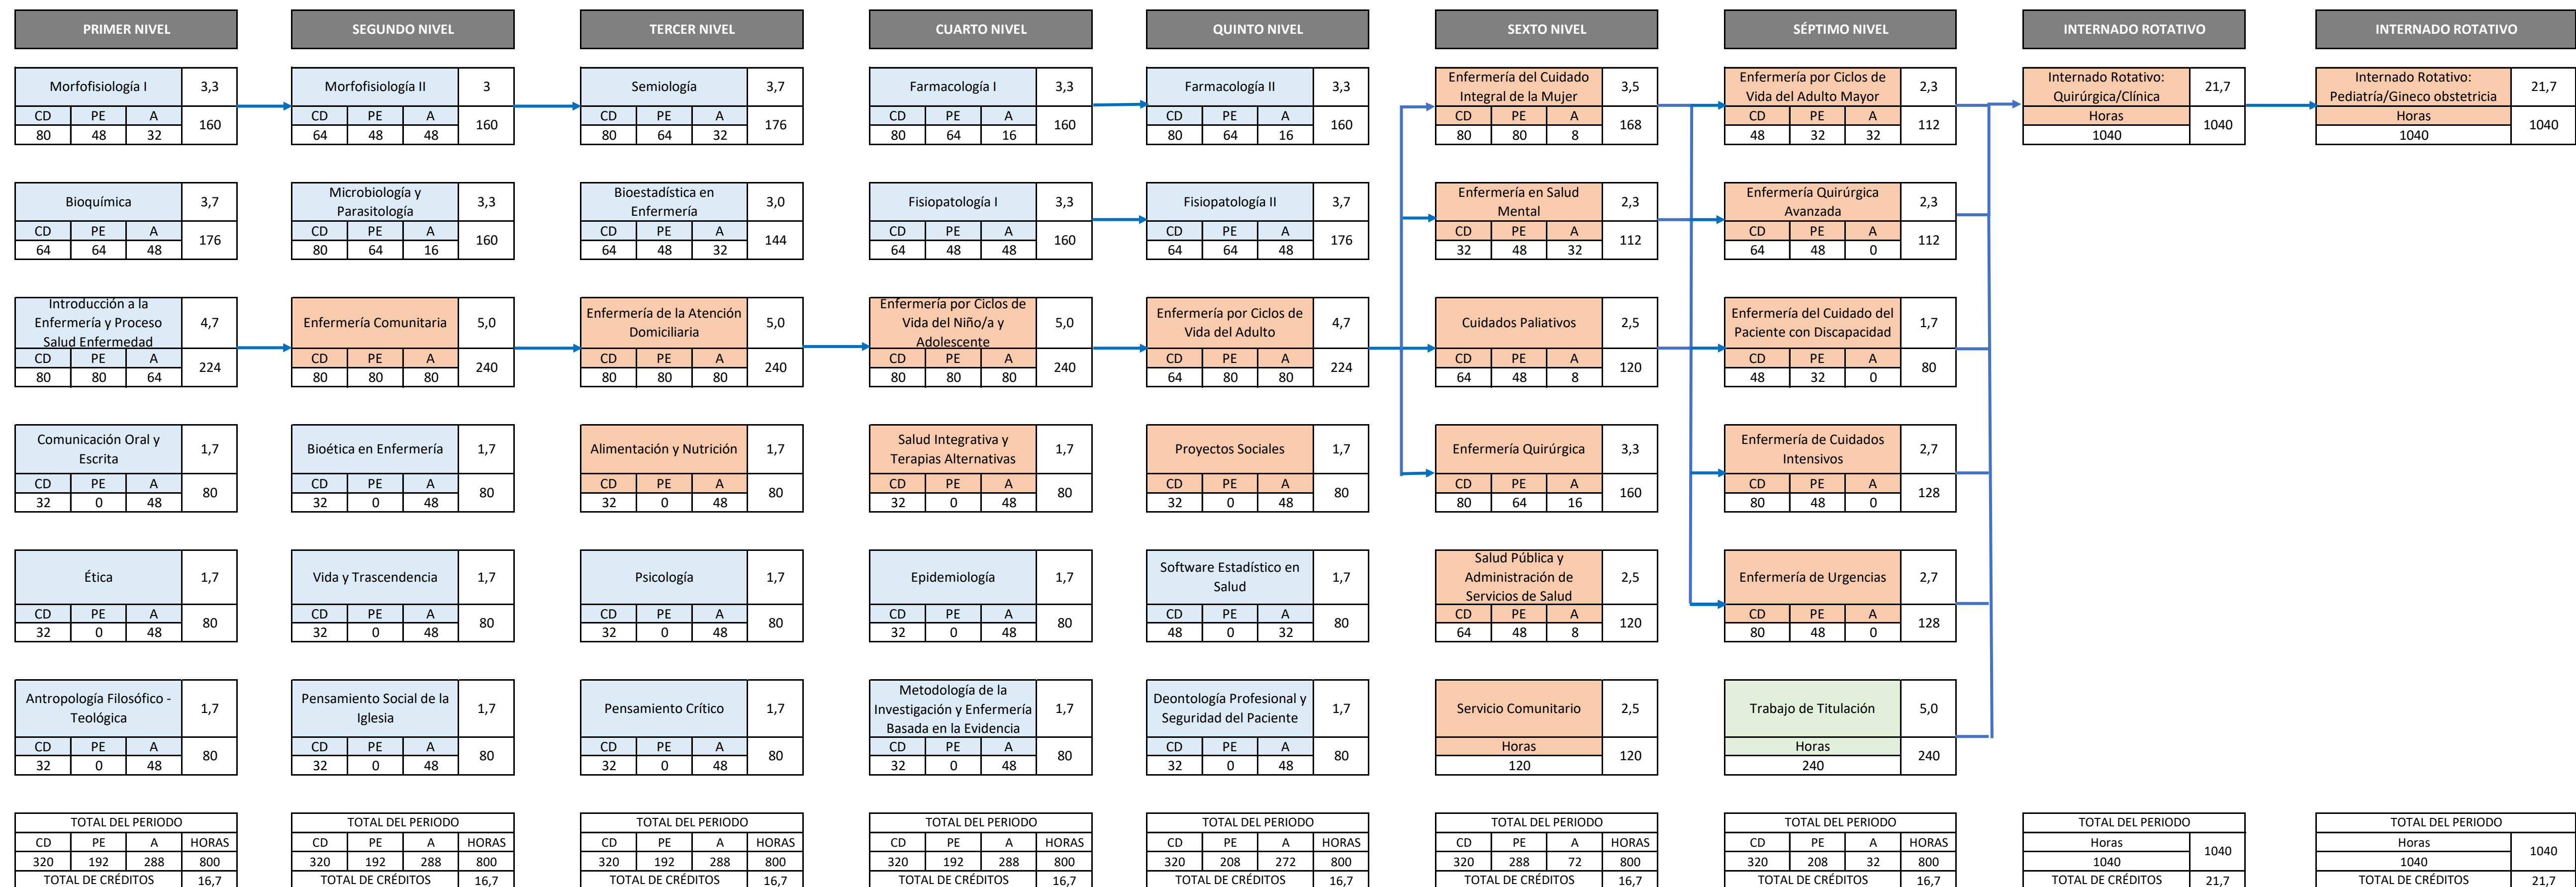 PRIMER NIVEL
SEGUNDO NIVEL
TERCER NIVEL
CUARTO NIVEL
QUINTO NIVEL
SEXTO NIVEL
SÉPTIMO NIVEL
INTERNADO ROTATIVO
INTERNADO ROTATIVO
Morfofisiología I
3,3
CD PE A
160
80 48 32
Morfofisiología II
3
CD PE A
160
64 48 48
Semiología
3,7
CD PE A
176
80 64 32
Farmacología I
3,3
CD PE A
160
80 64 16
Farmacología II
3,3
CD PE A
160
80 64 16
Enfermería del Cuidado
Integral de la Mujer
3,5
CD PE A
168
80 80 8
Enfermería por Ciclos de
Vida del Adulto Mayor
2,3
CD PE A
112
48 32 32
Internado Rotativo:
Quirúrgica/Clínica
21,7
Horas
1040
1040
Internado Rotativo:
Pediatría/Gineco obstetricia
21,7
Horas
1040
1040
Bioquímica
3,7
CD PE A
176
64 64 48
Microbiología y
Parasitología
3,3
CD PE A
160
80 64 16
Bioestadística en
Enfermería
3,0
CD PE A
144
64 48 32
Fisiopatología I
3,3
CD PE A
160
64 48 48
Fisiopatología II
3,7
CD PE A
176
64 64 48
Enfermería en Salud
Mental
2,3
CD PE A
112
32 48 32
Enfermería Quirúrgica
Avanzada
2,3
CD PE A
112
64 48 0
Introducción a la
Enfermería y Proceso
Salud Enfermedad
4,7
CD PE A
224
80 80 64
Enfermería Comunitaria
5,0
CD PE A
240
80 80 80
Enfermería de la Atención
Domiciliaria
5,0
CD PE A
240
80 80 80
Enfermería por Ciclos de
Vida del Niño/a y
Adolescente
5,0
CD PE A
240
80 80 80
Enfermería por Ciclos de
Vida del Adulto
4,7
CD PE A
224
64 80 80
Cuidados Paliativos
2,5
CD PE A
120
64 48 8
Enfermería del Cuidado del
Paciente con Discapacidad
1,7
CD PE A
80
48 32 0
Comunicación Oral y
Escrita
1,7
CD PE A
80
32 0 48
Bioética en Enfermería
1,7
CD PE A
80
32 0 48
Alimentación y Nutrición
1,7
CD PE A
80
32 0 48
Salud Integrativa y
Terapias Alternativas
1,7
CD PE A
80
32 0 48
Proyectos Sociales
1,7
CD PE A
80
32 0 48
Enfermería Quirúrgica
3,3
CD PE A
160
80 64 16
Enfermería de Cuidados
Intensivos
2,7
CD PE A
128
80 48 0
Ética
1,7
CD PE A
80
32 0 48
Vida y Trascendencia
1,7
CD PE A
80
32 0 48
Psicología
1,7
CD PE A
80
32 0 48
Epidemiología
1,7
CD PE A
80
32 0 48
Software Estadístico en
Salud
1,7
CD PE A
80
48 0 32
Salud Pública y
Administración de
Servicios de Salud
2,5
CD PE A
120
64 48 8
Enfermería de Urgencias
2,7
CD PE A
128
80 48 0
Antropología Filosófico -
Teológica
1,7
CD PE A
80
32 0 48
Pensamiento Social de la
Iglesia
1,7
CD PE A
80
32 0 48
Pensamiento Crítico
1,7
CD PE A
80
32 0 48
Metodología de la
Investigación y Enfermería
Basada en la Evidencia
1,7
CD PE A
80
32 0 48
Deontología Profesional y
Seguridad del Paciente
1,7
CD PE A
80
32 0 48
Servicio Comunitario
2,5
Horas
120
120
Trabajo de Titulación
5,0
Horas
240
240
TOTAL DEL PERIODO
CD PE A HORAS
320 192 288 800
TOTAL DE CRÉDITOS 16,7
TOTAL DEL PERIODO
CD PE A HORAS
320 192 288 800
TOTAL DE CRÉDITOS 16,7
TOTAL DEL PERIODO
CD PE A HORAS
320 192 288 800
TOTAL DE CRÉDITOS 16,7
TOTAL DEL PERIODO
CD PE A HORAS
320 192 288 800
TOTAL DE CRÉDITOS 16,7
TOTAL DEL PERIODO
CD PE A HORAS
320 208 272 800
TOTAL DE CRÉDITOS 16,7
TOTAL DEL PERIODO
CD PE A HORAS
320 288 72 800
TOTAL DE CRÉDITOS 16,7
TOTAL DEL PERIODO
CD PE A HORAS
320 208 32 800
TOTAL DE CRÉDITOS 16,7
TOTAL DEL PERIODO
Horas
1040
1040
TOTAL DE CRÉDITOS 21,7
TOTAL DEL PERIODO
Horas
1040
1040
TOTAL DE CRÉDITOS 21,7